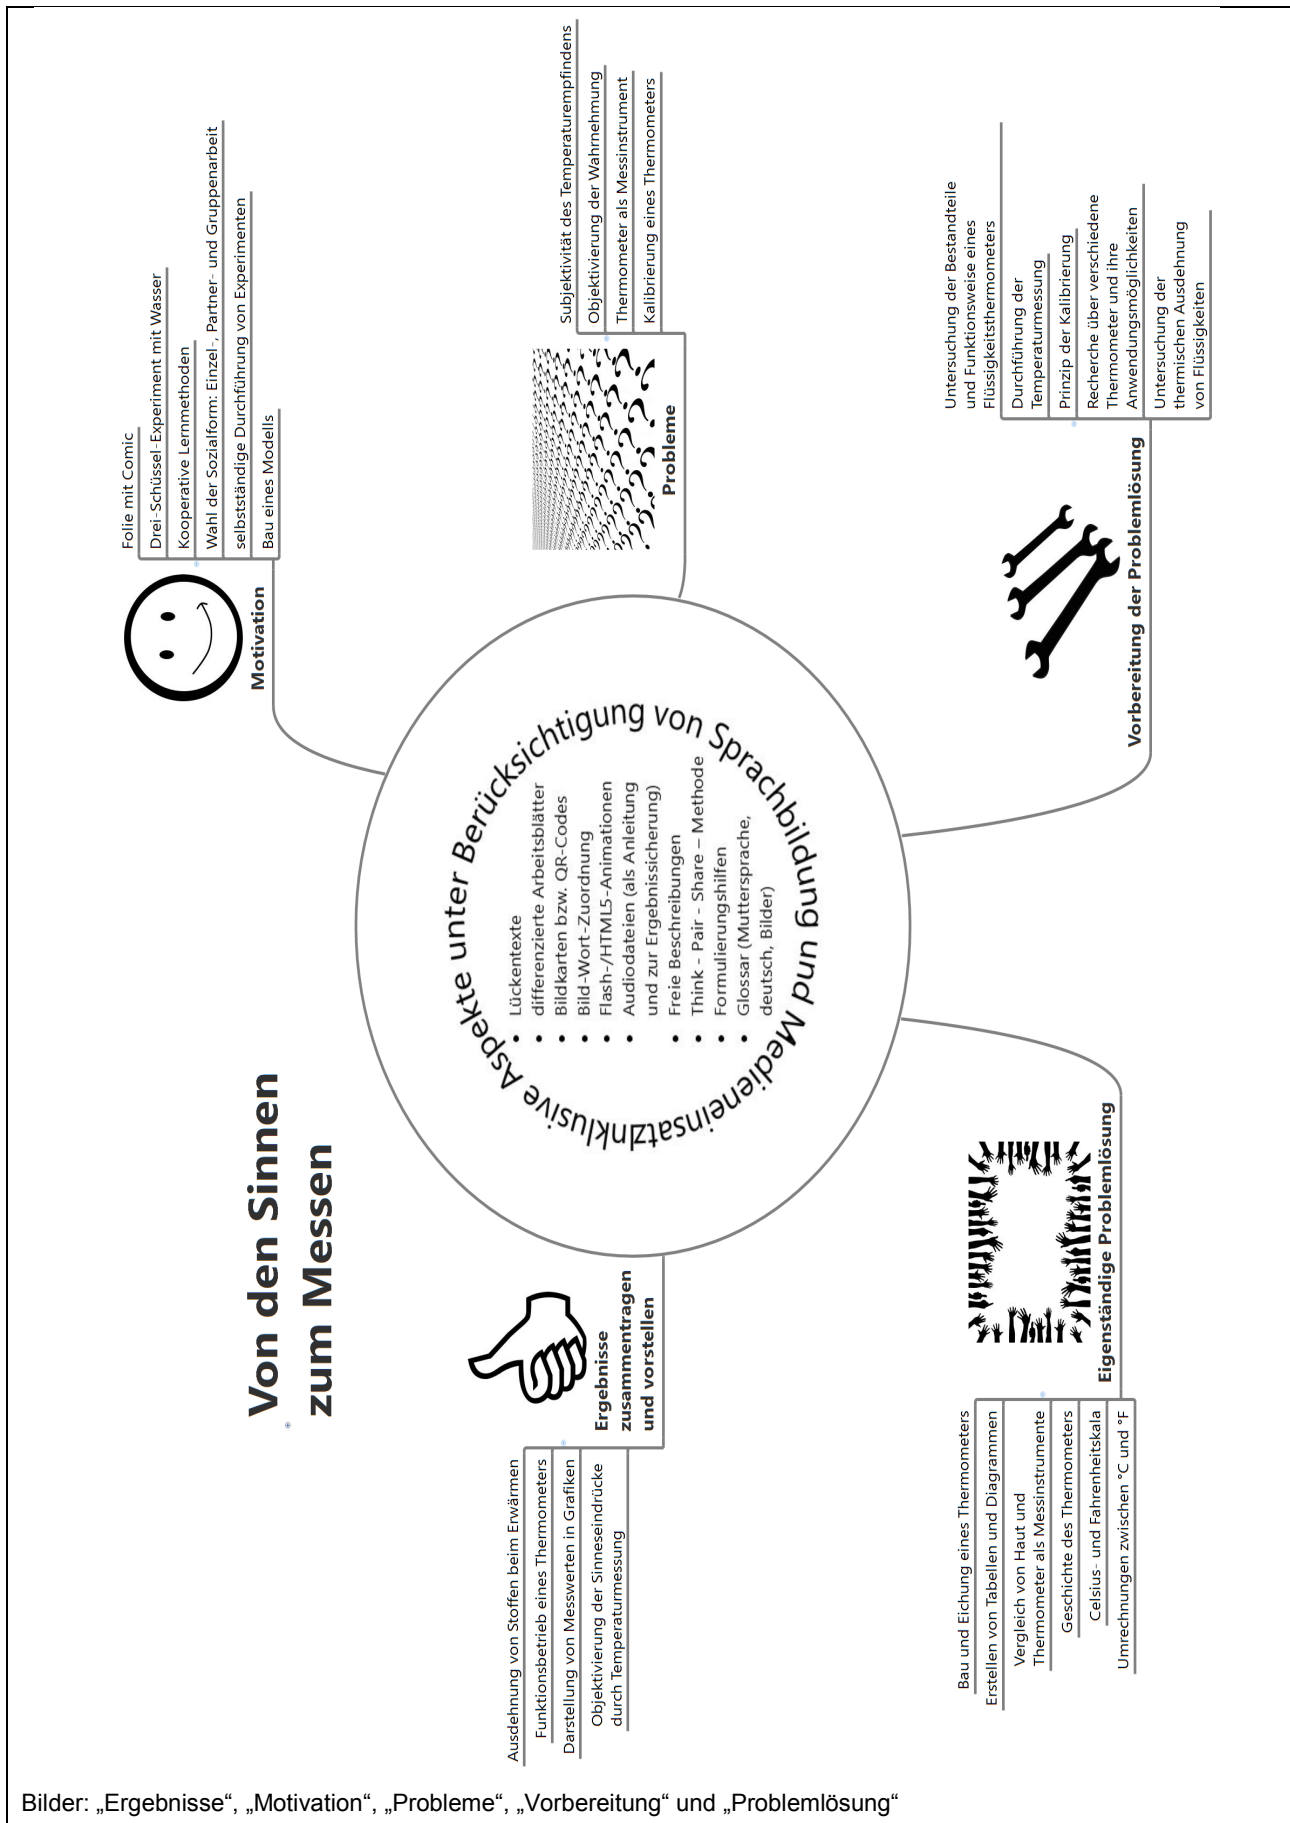 Von den Sinnen
zum Messen
Motivation
Folie mit Comic
Drei-Schüssel-Experiment mit Wasser
Kooperative Lernmethoden
Wahl der Sozialform: Einzel-, Partner- und Gruppenarbeit
selbstständige Durchführung von Experimenten
Bau eines Modells
Probleme
Subjektivität des Temperaturempfindens
Objektivierung der Wahrnehmung
Thermometer als Messinstrument
Kalibrierung eines Thermometers
Vorbereitung der Problemlösung
Untersuchung der Bestandteile
und Funktionsweise eines
Flüssigkeitsthermometers
Durchführung der
Temperaturmessung
Prinzip der Kalibrierung
Recherche über verschiedene
Thermometer und ihre
Anwendungsmöglichkeiten
Untersuchung der
thermischen Ausdehnung
von Flüssigkeiten
Eigenständige Problemlösung
Bau und Eichung eines Thermometers
Erstellen von Tabellen und Diagrammen
Vergleich von Haut und
Thermometer als Messinstrumente
Geschichte des Thermometers
Celsius- und Fahrenheitskala
Umrechnungen zwischen °C und °F
Ergebnisse
zusammentragen
und vorstellen
Ausdehnung von Stoffen beim Erwärmen
Funktionsbetrieb eines Thermometers
Darstellung von Messwerten in Grafiken
Objektivierung der Sinneseindrücke
durch Temperaturmessung
Inklusive Aspekte unter Berücksichtigung von Sprachbildung und Medieneinsatz
• Lückentexte
• differenzierte Arbeitsblätter
• Bildkarten bzw. QR-Codes
• Bild-Wort-Zuordnung
• Flash-/HTML5-Animationen
• Audiodateien (als Anleitung
und zur Ergebnissicherung)
• Freie Beschreibungen
• Think - Pair - Share – Methode
• Formulierungshilfen
• Glossar (Muttersprache,
deutsch, Bilder)
Bilder: „Ergebnisse“, „Motivation“, „Probleme“, „Vorbereitung“ und „Problemlösung“